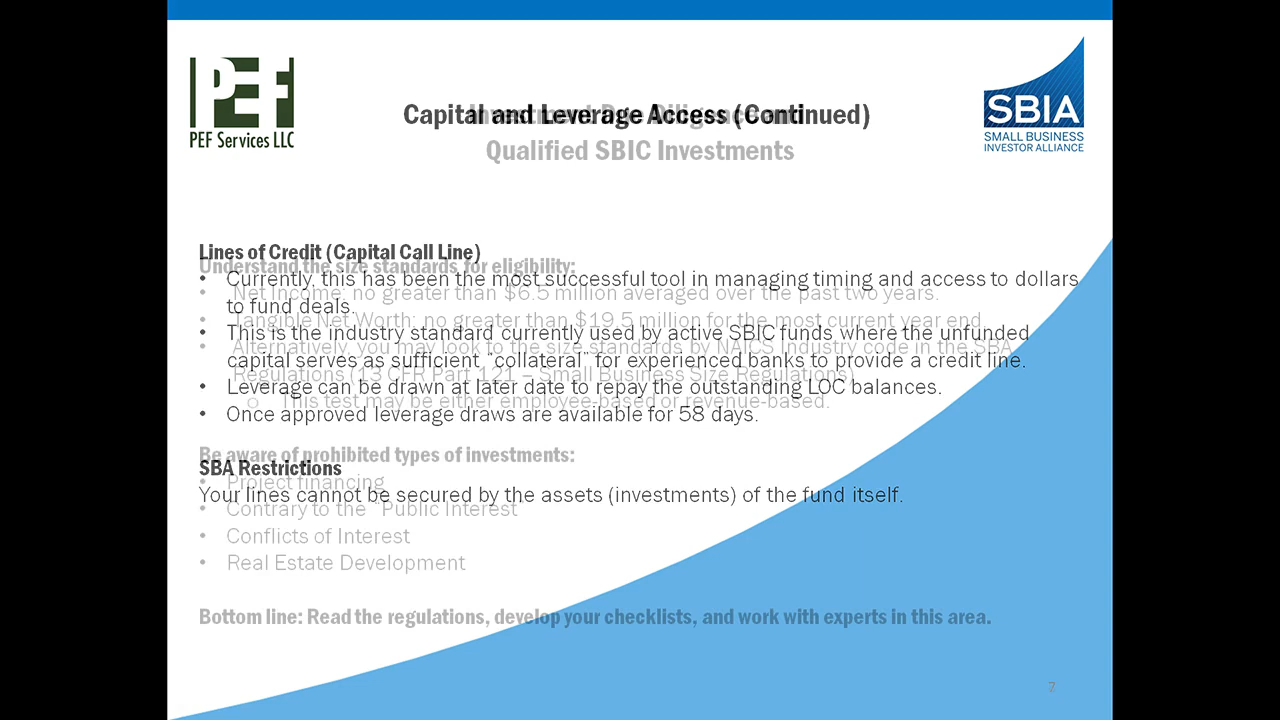 PEF
PEF Services LLC
SBIA
SMALL BUSINESS
INVESTOR ALLIANCE
Capital and Leverage Access (Continued)
Qualified SBIC Investments
Lines of Credit (Capital Call Line)
• Currently, this has been the most successful tool in managing timing and access to dollars
to fund deals.
• This is the industry standard currently used by active SBIC funds where the unfunded
capital serves as sufficient “collateral” for experienced banks to provide a credit line.
• Leverage can be drawn at later date to repay the outstanding LOC balances.
• Once approved leverage draws are available for 58 days.
SBA Restrictions
Your lines cannot be secured by the assets (investments) of the fund itself.
Understand the size standards for eligibility:
• Net Income: no greater than $6.5 million averaged over the past two years.
• Tangible Net Worth: no greater than $19.5 million for the most current year end
• Alternatively, you may look to the size standards by NAICS Industry code in the SBA
Regulations (13 CFR Part 121 – Small Business Size Regulations)
o This test may be either employee-based or revenue-based.
Be aware of prohibited types of investments:
• Project financing
• Contrary to the “Public Interest
• Conflicts of Interest
• Real Estate Development
Bottom line: Read the regulations, develop your checklists, and work with experts in this area.